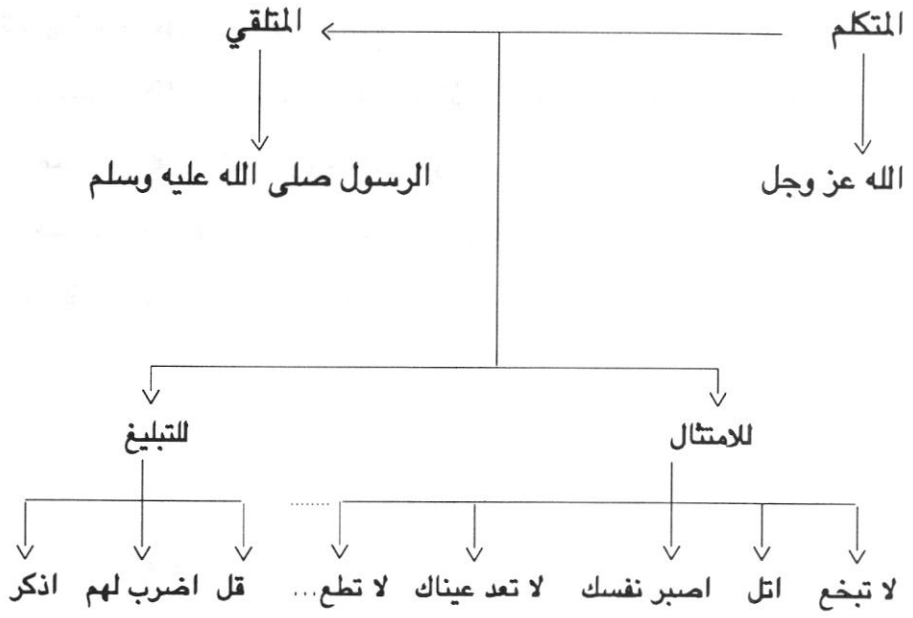 المتكلم المتلقي
الله عز وجل الرسول صلى الله عليه وسلم
للامتثال للتبليغ
........
لا تبخع اتل اصبر نفسك لا تعد عيناك لا تطع... قل اضرب لهم اذكر